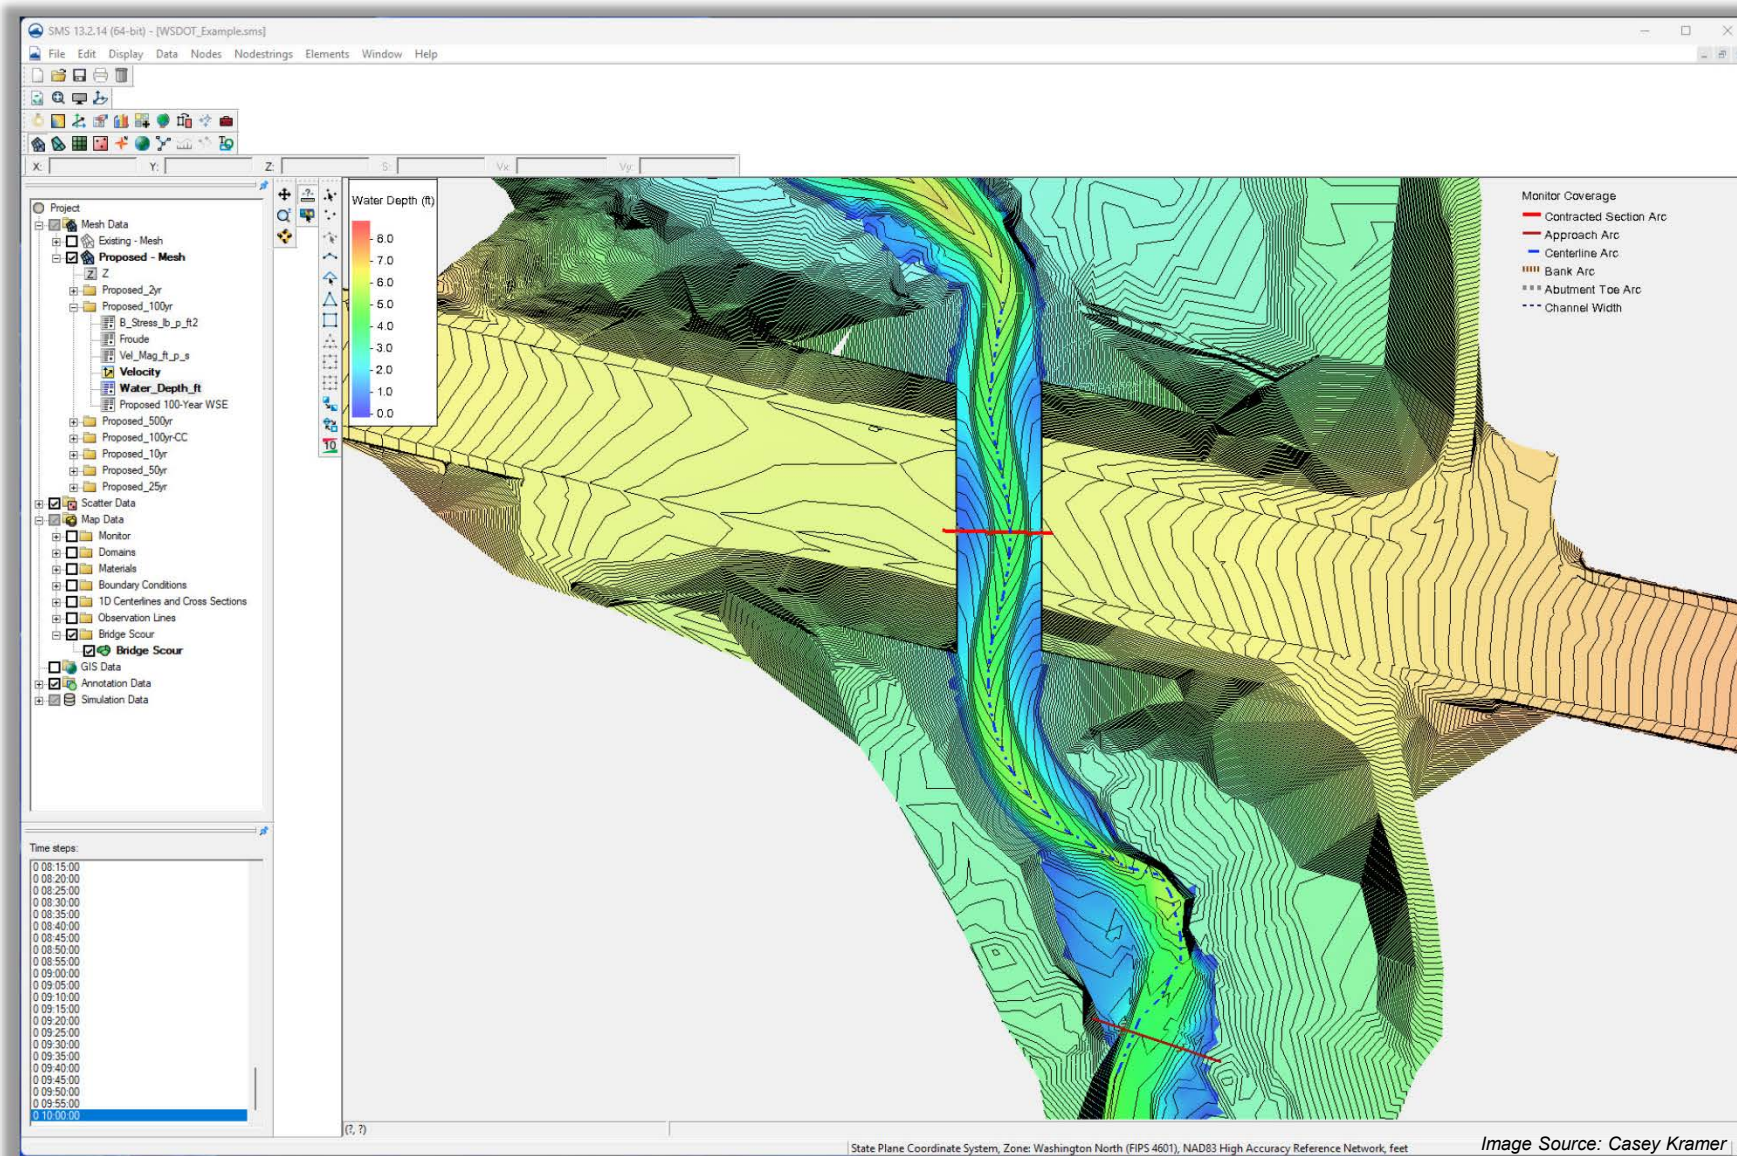 SMS 13.2.14 (64-bit) - [WSDOT_Example.sms]
File Edit Display Data Nodes Nodestrings Elements Window Help
X: Y: Z: S: Vx: Vy:
Project
Mesh Data
Existing - Mesh
Proposed - Mesh
Z Z
Proposed_2yr
Proposed_100yr
B_Stress_lb_p_ft2
Froude
Vel_Mag_ft_p_s
Velocity
Water_Depth_ft
Proposed 100-Year WSE
Proposed_500yr
Proposed_100yr-CC
Proposed_10yr
Proposed_50yr
Proposed_25yr
Scatter Data
Map Data
Monitor
Domains
Materials
Boundary Conditions
1D Centerlines and Cross Sections
Observation Lines
Bridge Scour
Bridge Scour
GIS Data
Annotation Data
Simulation Data
Time steps:
0 08:15:00
0 08:20:00
0 08:25:00
0 08:30:00
0 08:35:00
0 08:40:00
0 08:45:00
0 08:50:00
0 08:55:00
0 09:00:00
0 09:05:00
0 09:10:00
0 09:15:00
0 09:20:00
0 09:25:00
0 09:30:00
0 09:35:00
0 09:40:00
0 09:45:00
0 09:50:00
0 09:55:00
0 10:00:00
10
Water Depth (ft)
8.0
7.0
6.0
5.0
4.0
3.0
2.0
1.0
0.0
Monitor Coverage
Contracted Section Arc
Approach Arc
Centerline Arc
Bank Arc
Abutment Toe Arc
Channel Width
(?, ?)
State Plane Coordinate System, Zone: Washington North (FIPS 4601), NAD83 High Accuracy Reference Network, feet
Image Source: Casey Kramer